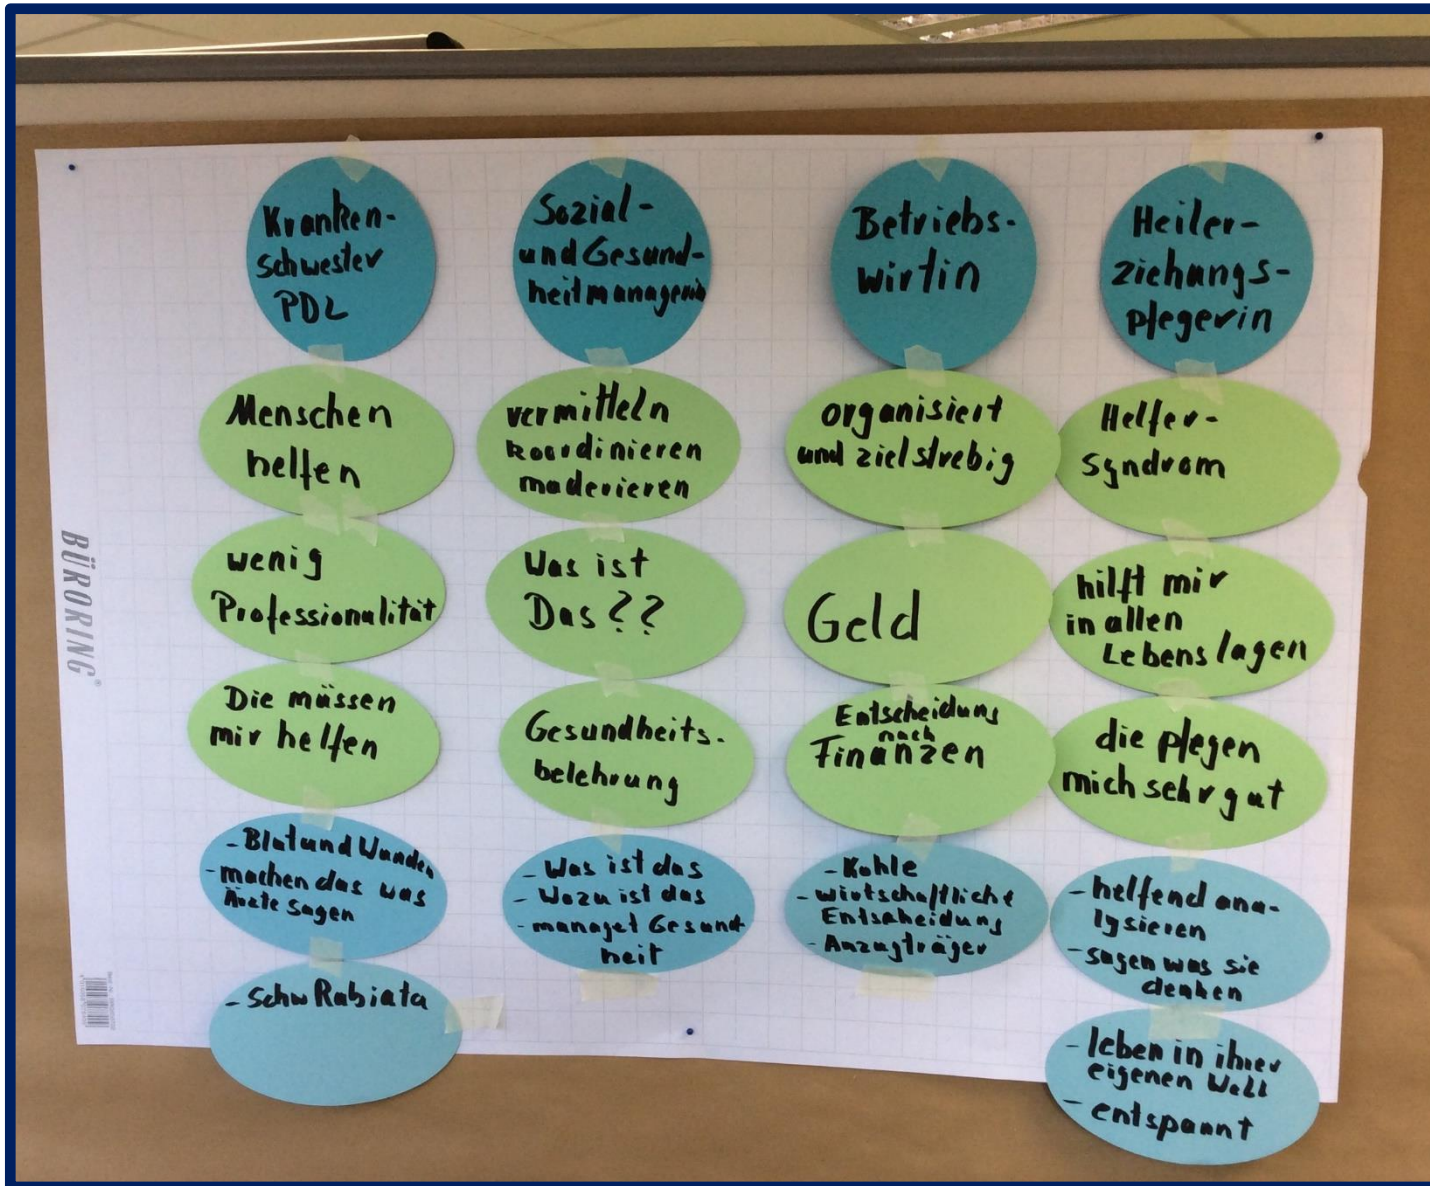 Kranken-
schwester
PDL
Menschen
helfen
wenig
Professionalität
Die müssen
mir helfen
- Blut und Wunden
- machen das was
Ärzte sagen
- Schw Rabiata
Sozial-
und Gesund-
heitmanagerin
vermitteln
koordinieren
moderieren
Was ist
Das??
Gesundheits-
belehrung
- Was ist das
- Wozu ist das
- managet Gesund
heit
Betriebs-
wirtin
organisiert
und zielstrebig
Geld
Entscheidung
nach
Finanzen
- Kohle
- wirtschaftliche
Entscheidung
- Anzugträger
Heiler-
ziehungs-
pflegerin
Helfer-
syndrom
hilft mir
in allen
Lebenslagen
die pflegen
mich sehr gut
- helfend ana-
lysieren
- sagen was sie
denken
- leben in ihrer
eigenen Welt
- entspannt
BÜRORING®